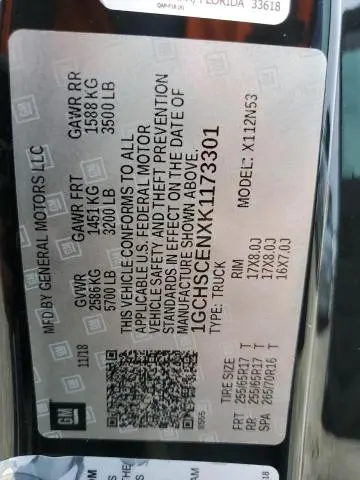 FLORIDA 33618
QAP-F18 (8)
MFD BY GENERAL MOTORS LLC
11/18
GVWR GAWR FRT GAWR RR
2586 KG 1451 KG 1588 KG
5700 LB 3200 LB 3500 LB
THIS VEHICLE CONFORMS TO ALL
APPLICABLE U.S. FEDERAL MOTOR
VEHICLE SAFETY AND THEFT PREVENTION
STANDARDS IN EFFECT ON THE DATE OF
MANUFACTURE SHOWN ABOVE.
1GCHSCENXK1173301
TYPE: TRUCK MODEL: X112N53
GM
TIRE SIZE RIM
FRT 255/65R17 T 17X8.0J
RR 255/65R17 T 17X8.0J
SPA 265/70R16 T 16X7.0J